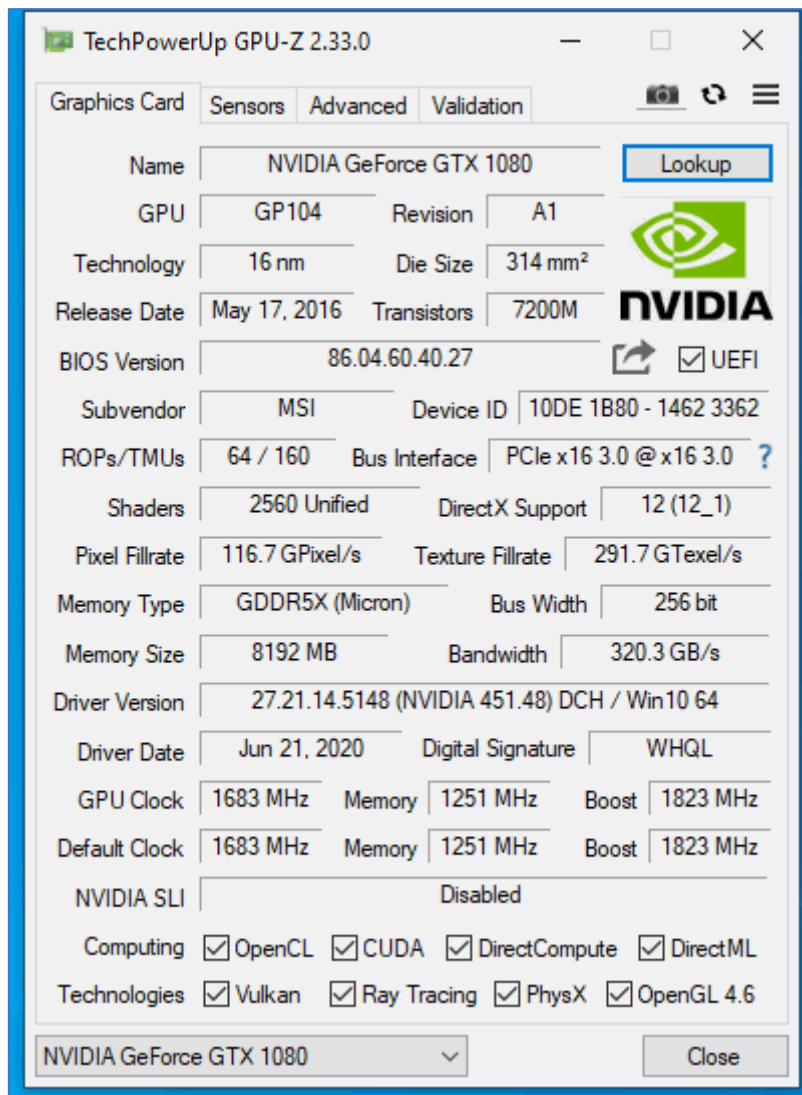 TechPowerUp GPU-Z 2.33.0
Graphics Card Sensors Advanced Validation
Name NVIDIA GeForce GTX 1080 Lookup
GPU GP104 Revision A1
Technology 16 nm Die Size 314 mm²
Release Date May 17, 2016 Transistors 7200M
NVIDIA
BIOS Version 86.04.60.40.27 UEFI
Subvendor MSI Device ID 10DE 1B80 - 1462 3362
ROPs/TMUs 64 / 160 Bus Interface PCIe x16 3.0 @ x16 3.0 ?
Shaders 2560 Unified DirectX Support 12 (12_1)
Pixel Fillrate 116.7 GPixel/s Texture Fillrate 291.7 GTexel/s
Memory Type GDDR5X (Micron) Bus Width 256 bit
Memory Size 8192 MB Bandwidth 320.3 GB/s
Driver Version 27.21.14.5148 (NVIDIA 451.48) DCH / Win10 64
Driver Date Jun 21, 2020 Digital Signature WHQL
GPU Clock 1683 MHz Memory 1251 MHz Boost 1823 MHz
Default Clock 1683 MHz Memory 1251 MHz Boost 1823 MHz
NVIDIA SLI Disabled
Computing OpenCL CUDA DirectCompute DirectML
Technologies Vulkan Ray Tracing PhysX OpenGL 4.6
NVIDIA GeForce GTX 1080 Close